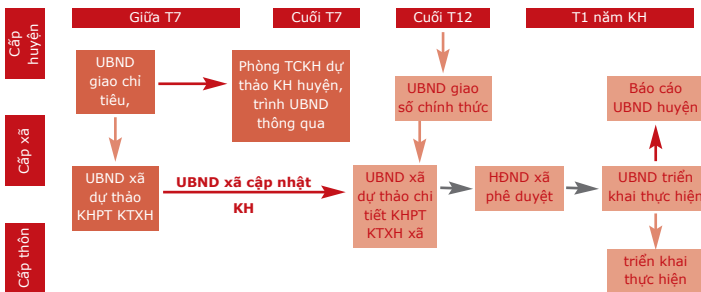 Giữa T7
Cuối T7
Cuối T12
T1 năm KH
Cấp
huyện
UBND
giao chỉ
tiêu,
Phòng TCKH dự
thảo KH huyện,
trình UBND
thông qua
UBND giao
số chính thức
Báo cáo
UBND huyện
Cấp xã
UBND xã
dự thảo
KHPT KTXH
UBND xã cập nhật
KH
UBND xã
dự thảo chi
tiết KHPT
KTXH xã
HĐND xã
phê duyệt
UBND triển
khai thực hiện
Cấp thôn
triển khai
thực hiện